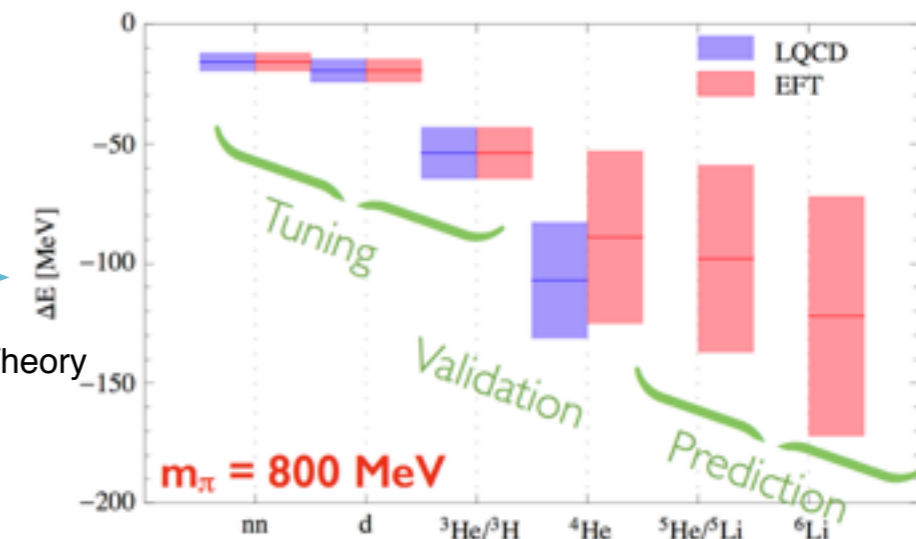 0
LQCD
EFT
−50
Tuning
ΔE [MeV]
−100
Theory
Validation
−150
Prediction
mπ = 800 MeV
−200
nn d ³He/³H ⁴He ⁵He/⁵Li ⁶Li